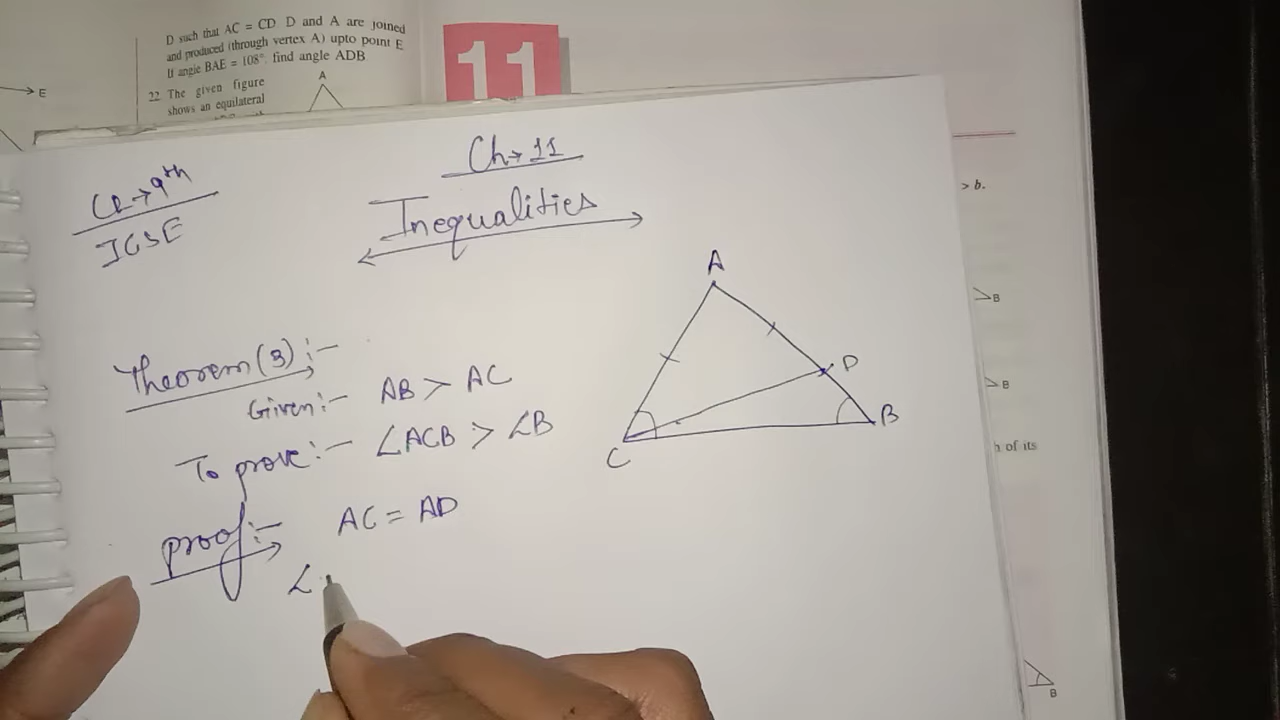 D such that AC = CD D and A are joined
and produced (through vertex A) upto point E
If angle BAE = 108°, find angle ADB
E
22. The given figure
shows an equilateral
A
11
> b.
B
B
h of its
B
Cl → 9th
ICSE
Ch → 11
Inequalities
Theorem (3) :-
Given :- AB > AC
To prove :- ∠ACB > ∠B
Proof :- AC = AD
∠
A
D
B
C